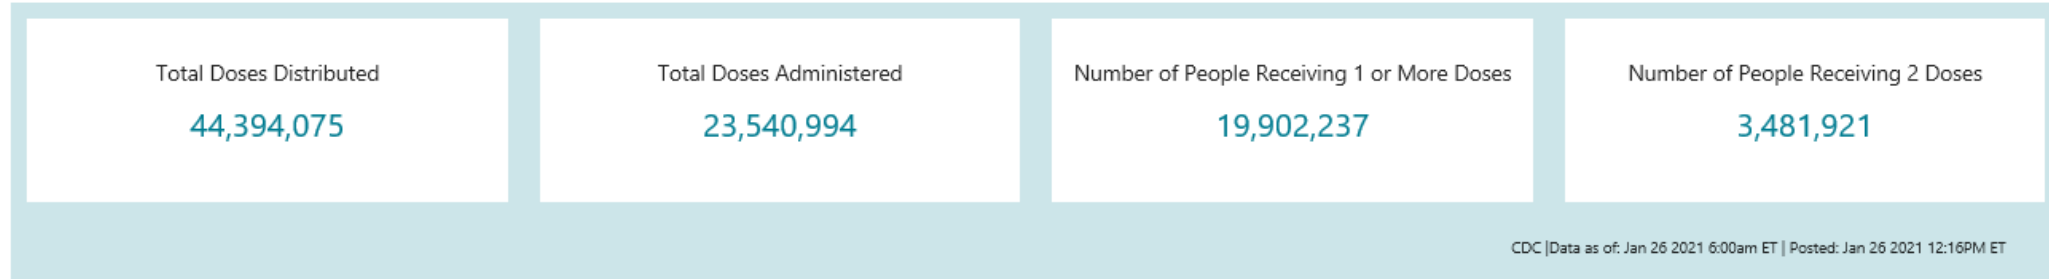 Total Doses Distributed
44,394,075
Total Doses Administered
23,540,994
Number of People Receiving 1 or More Doses
19,902,237
Number of People Receiving 2 Doses
3,481,921
CDC |Data as of: Jan 26 2021 6:00am ET | Posted: Jan 26 2021 12:16PM ET